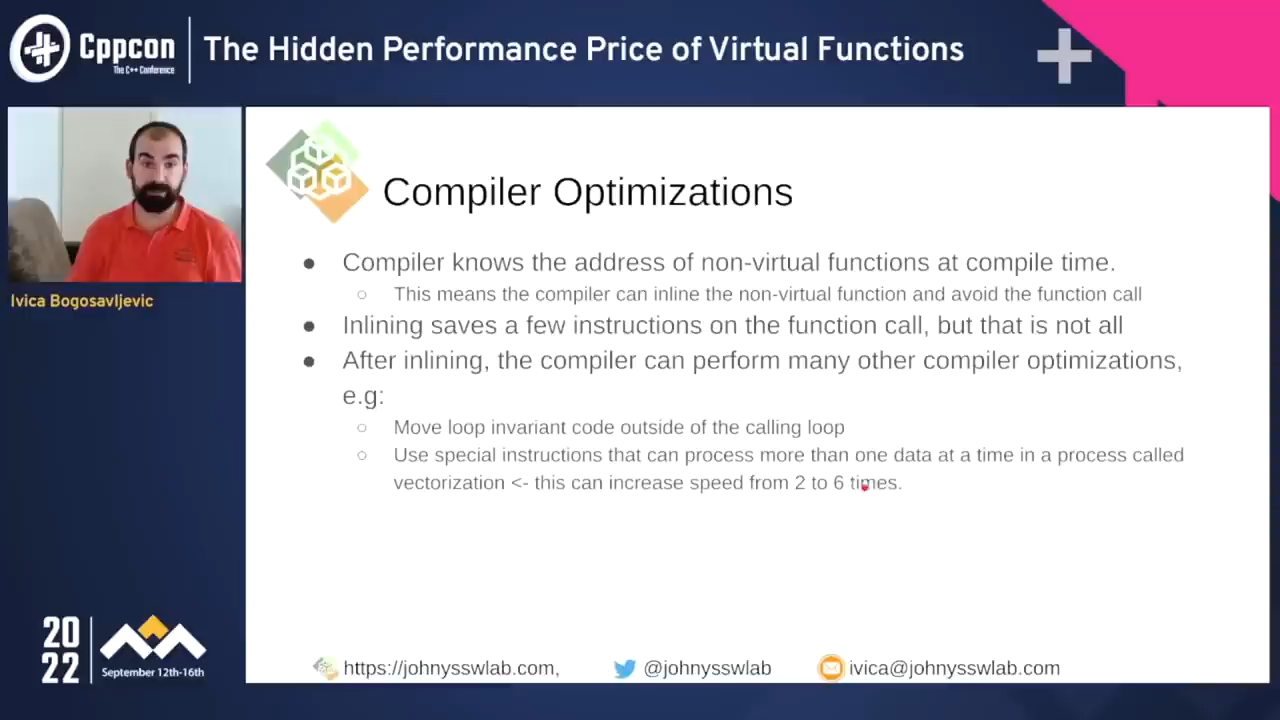 Cppcon
The C++ Conference
The Hidden Performance Price of Virtual Functions
Ivica Bogosavljevic
Compiler Optimizations
● Compiler knows the address of non-virtual functions at compile time.
○ This means the compiler can inline the non-virtual function and avoid the function call
● Inlining saves a few instructions on the function call, but that is not all
● After inlining, the compiler can perform many other compiler optimizations,
e.g:
○ Move loop invariant code outside of the calling loop
○ Use special instructions that can process more than one data at a time in a process called
vectorization <- this can increase speed from 2 to 6 times.
20
22
September 12th-16th
https://johnysswlab.com, @johnysswlab ivica@johnysswlab.com